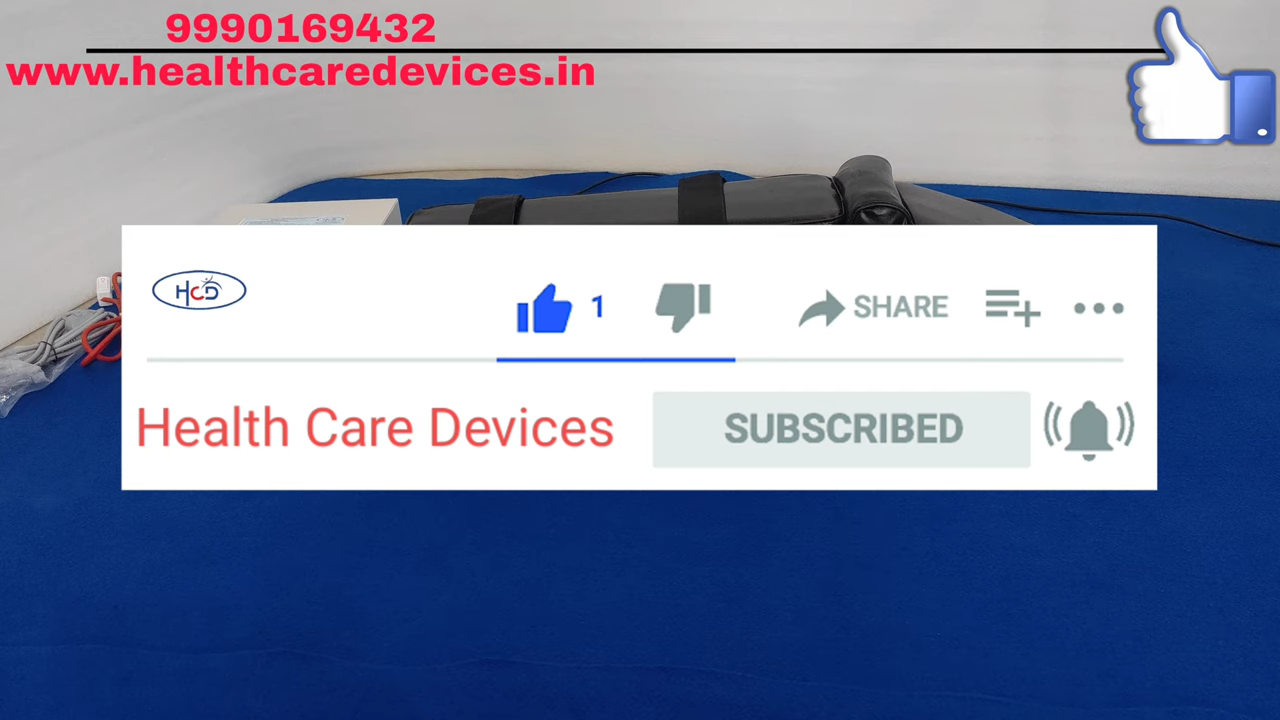 9990169432
www.healthcaredevices.in
HCD
1
SHARE
Health Care Devices
SUBSCRIBED